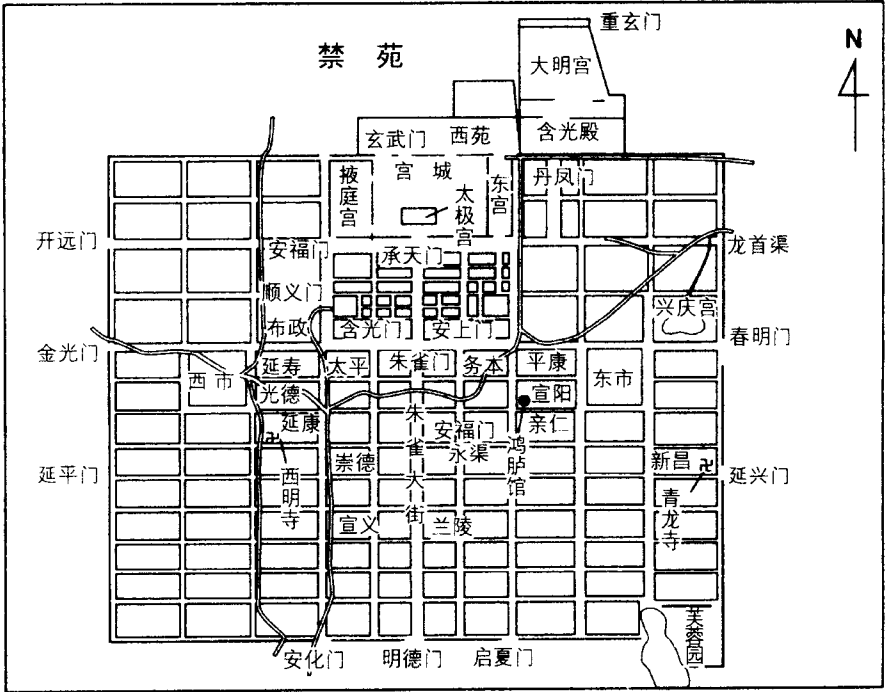 重玄门
禁苑
N
大明宫
玄武门
西苑
含光殿
掖庭宫
宫城
太极宫
东宫
丹凤门
开远门
安福门
承天门
龙首渠
顺义门
兴庆宫
布政
含光门
安上门
春明门
金光门
延寿
太平
朱雀门
务本
平康
西市
东市
光德
宣阳
延康
朱雀大街
安福门
亲仁
永渠
鸿胪馆
延平门
西明寺
崇德
新昌
卍
卍
延兴门
青龙寺
宣义
兰陵
芙蓉园
安化门
明德门
启夏门